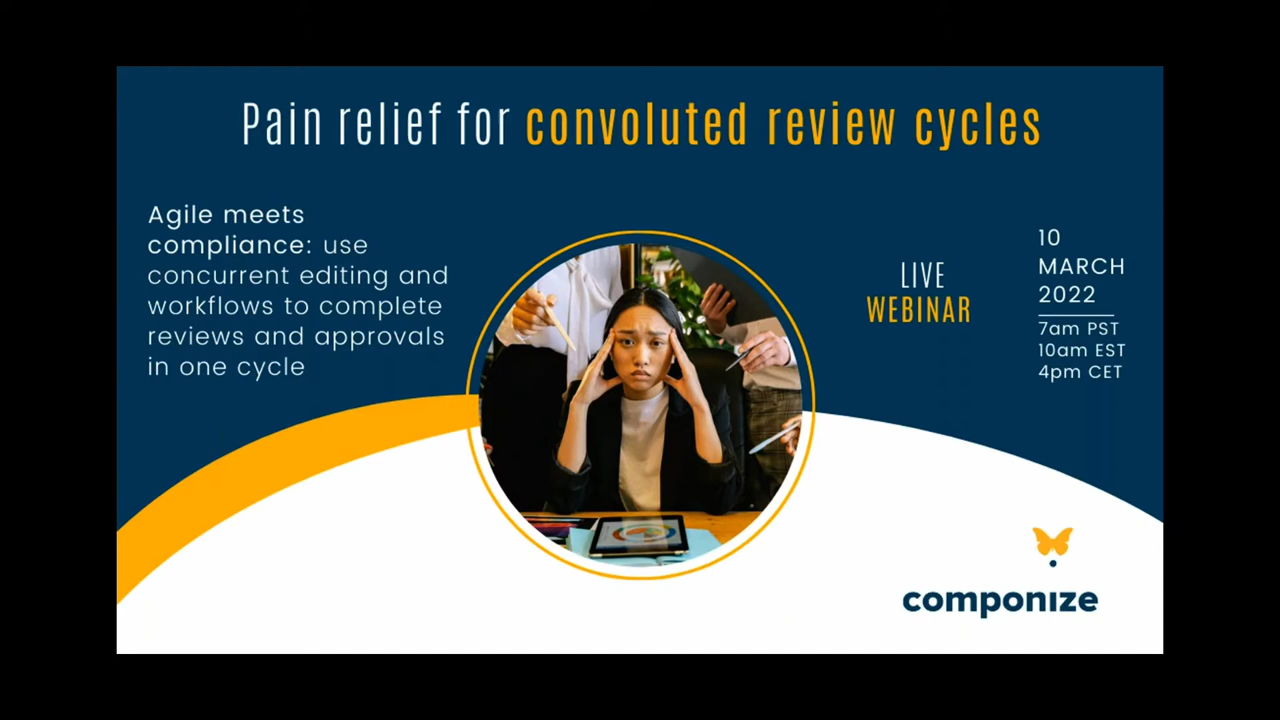 Pain relief for convoluted review cycles
Agile meets
compliance: use
concurrent editing and
workflows to complete
reviews and approvals
in one cycle
LIVE
WEBINAR
10
MARCH
2022
7am PST
10am EST
4pm CET
componize